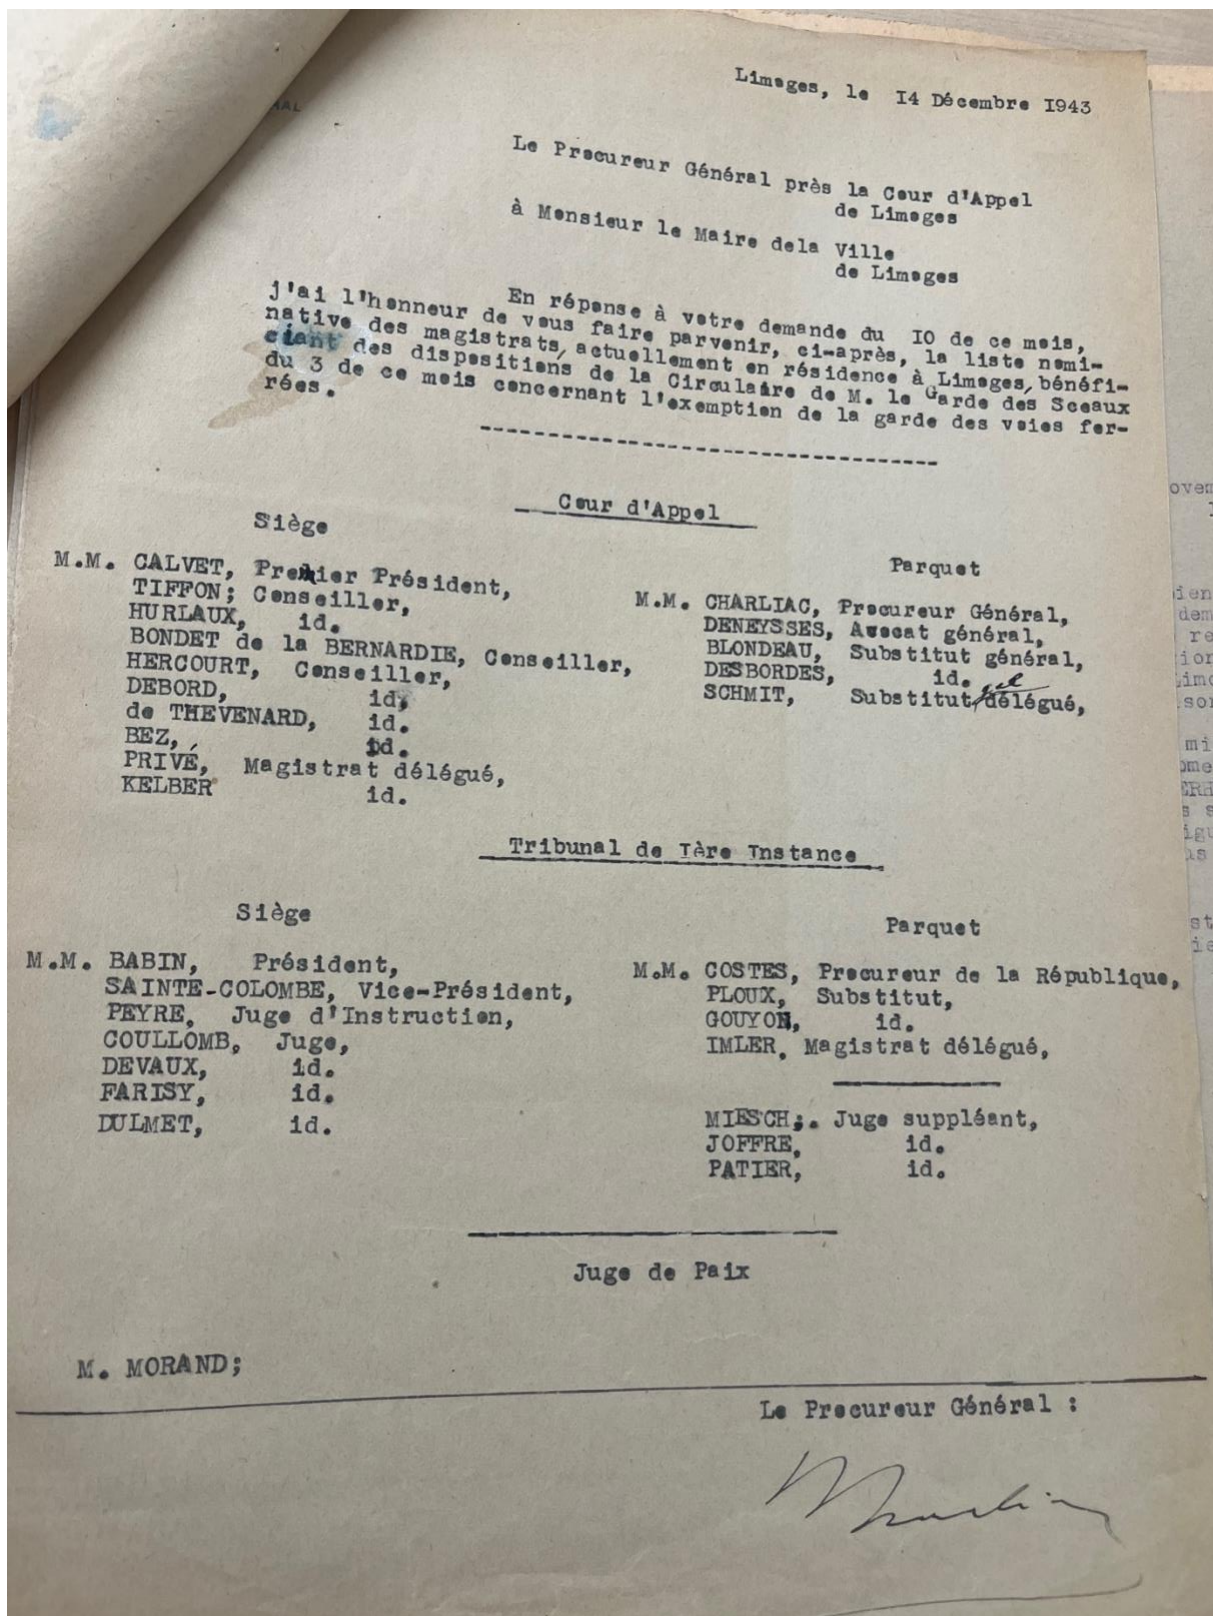 HAL
Limoges, le I4 Décembre I943
Le Procureur Général près la Cour d'Appel
de Limoges
à Monsieur le Maire dela Ville
de Limoges
En réponse à votre demande du IO de ce mois,
j'ai l'honneur de vous faire parvenir, ci-après, la liste nomi-
native des magistrats, actuellement en résidence à Limoges, bénéfi-
ciant des dispositions de la Circulaire de M. le Garde des Sceaux
du 3 de ce mois concernant l'exemption de la garde des voies fer-
rées.
Cour d'Appel
Siège
M.M. CALVET, Premier Président,
TIFFON; Conseiller,
HURLAUX, id.
BONDET de la BERNARDIE, Conseiller,
HERCOURT, Conseiller,
DEBORD, id,
de THEVENARD, id.
BEZ, id.
PRIVÉ, Magistrat délégué,
KELBER id.
Parquet
M.M. CHARLIAC, Procureur Général,
DENEYSSES, Avocat général,
BLONDEAU, Substitut général,
DESBORDES, id.
SCHMIT, Substitut gal délégué,
Tribunal de Ière Instance
Siège
M.M. BABIN, Président,
SAINTE-COLOMBE, Vice-Président,
PEYRE, Juge d'Instruction,
COULLOMB, Juge,
DEVAUX, id.
FARISY, id.
DULMET, id.
Parquet
M.M. COSTES, Procureur de la République,
PLOUX, Substitut,
GOUYON, id.
IMLER, Magistrat délégué,
MIESCH;. Juge suppléant,
JOFFRE, id.
PATIER, id.
Juge de Paix
M. MORAND;
Le Procureur Général :